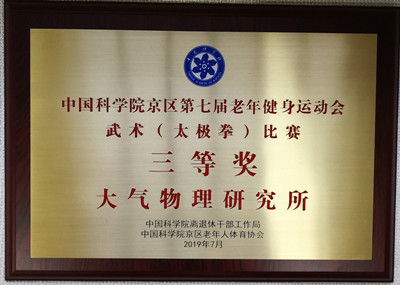 中国科学院京区第七届老年健身运动会
武术（太极拳）比赛
三等奖
大气物理研究所
中国科学院离退休干部工作局
中国科学院京区老年人体育协会
2019年7月